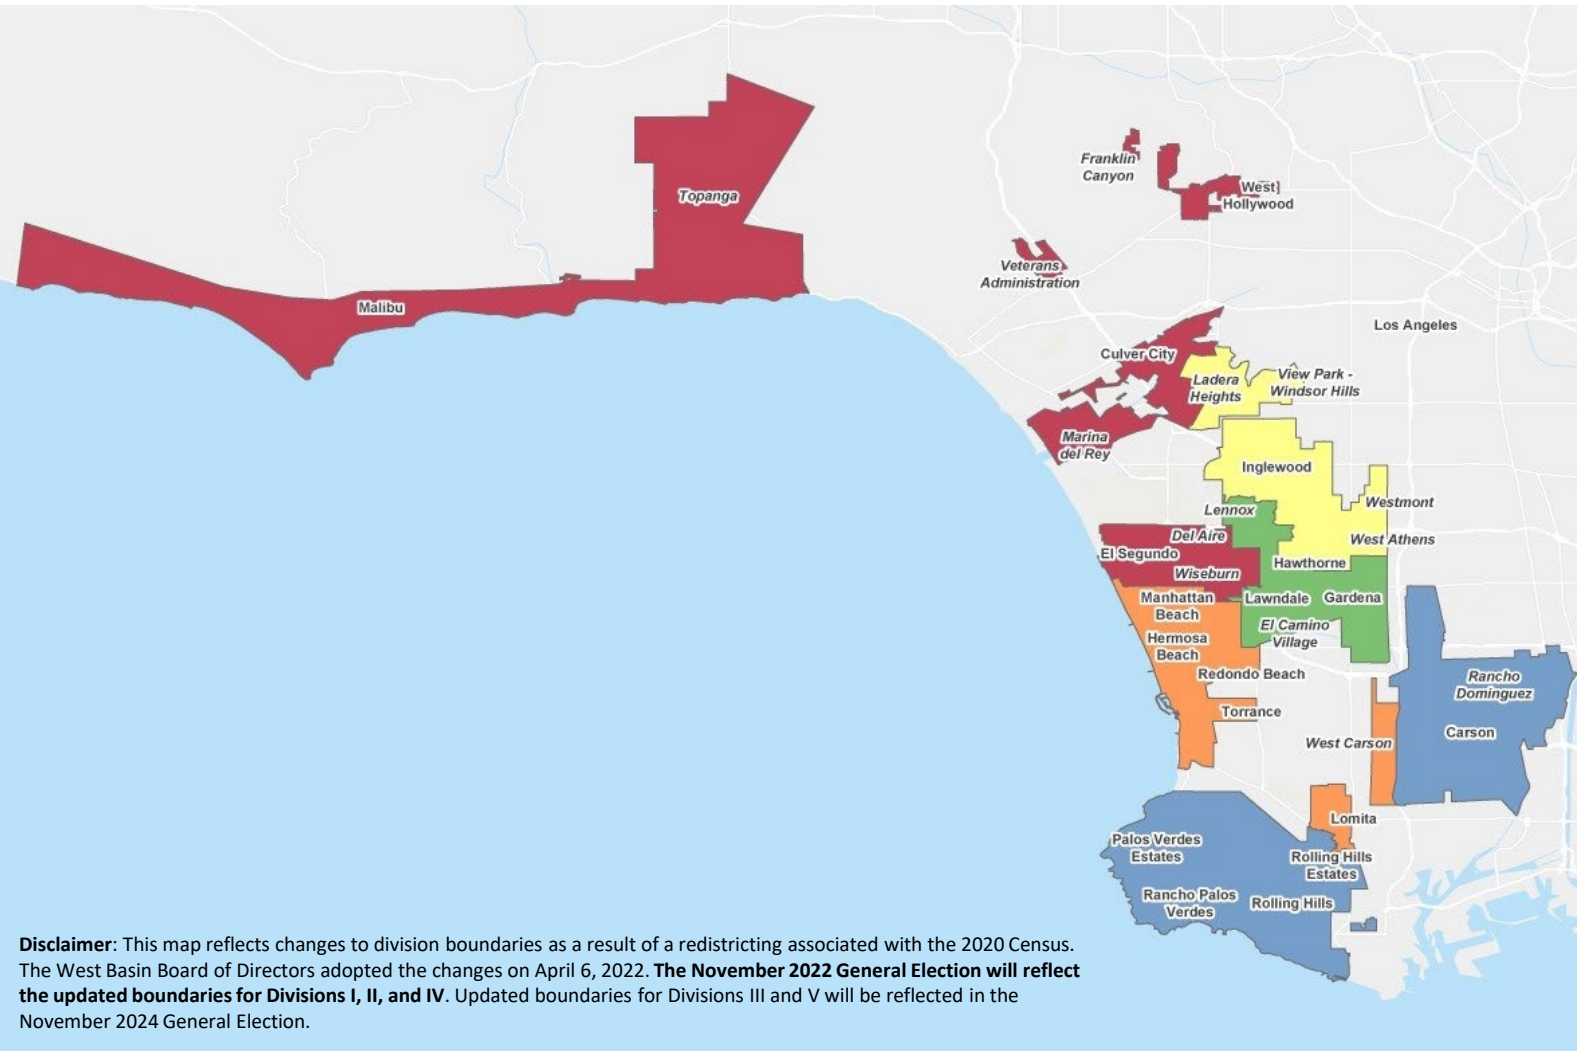 Topanga
Malibu
Franklin
Canyon
West
Hollywood
Veterans
Administration
Los Angeles
Culver City
Ladera
Heights
View Park -
Windsor Hills
Marina
del Rey
Inglewood
Lennox
Westmont
Del Aire
West Athens
El Segundo
Hawthorne
Wiseburn
Manhattan
Beach
Lawndale
Gardena
El Camino
Village
Hermosa
Beach
Redondo Beach
Rancho
Dominguez
Torrance
West Carson
Carson
Lomita
Palos Verdes
Estates
Rolling Hills
Estates
Rancho Palos
Verdes
Rolling Hills
Disclaimer: This map reflects changes to division boundaries as a result of a redistricting associated with the 2020 Census.
The West Basin Board of Directors adopted the changes on April 6, 2022. The November 2022 General Election will reflect
the updated boundaries for Divisions I, II, and IV. Updated boundaries for Divisions III and V will be reflected in the
November 2024 General Election.